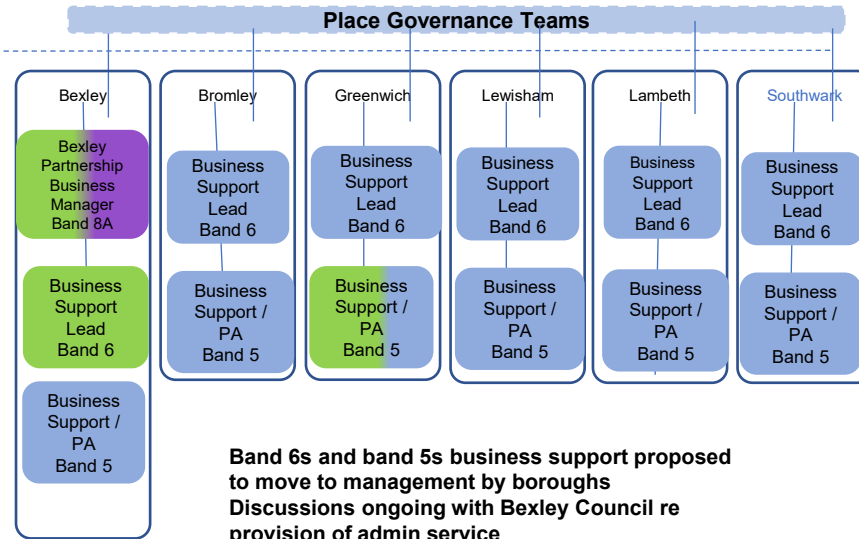 Place Governance Teams
Bexley
Bexley
Partnership
Business
Manager
Band 8A
Business
Support
Lead
Band 6
Business
Support /
PA
Band 5
Bromley
Business
Support
Lead
Band 6
Business
Support /
PA
Band 5
Greenwich
Business
Support
Lead
Band 6
Business
Support /
PA
Band 5
Lewisham
Business
Support
Lead
Band 6
Business
Support /
PA
Band 5
Lambeth
Business
Support
Lead
Band 6
Business
Support /
PA
Band 5
Southwark
Business
Support
Lead
Band 6
Business
Support /
PA
Band 5
Band 6s and band 5s business support proposed
to move to management by boroughs
Discussions ongoing with Bexley Council re
provision of admin service